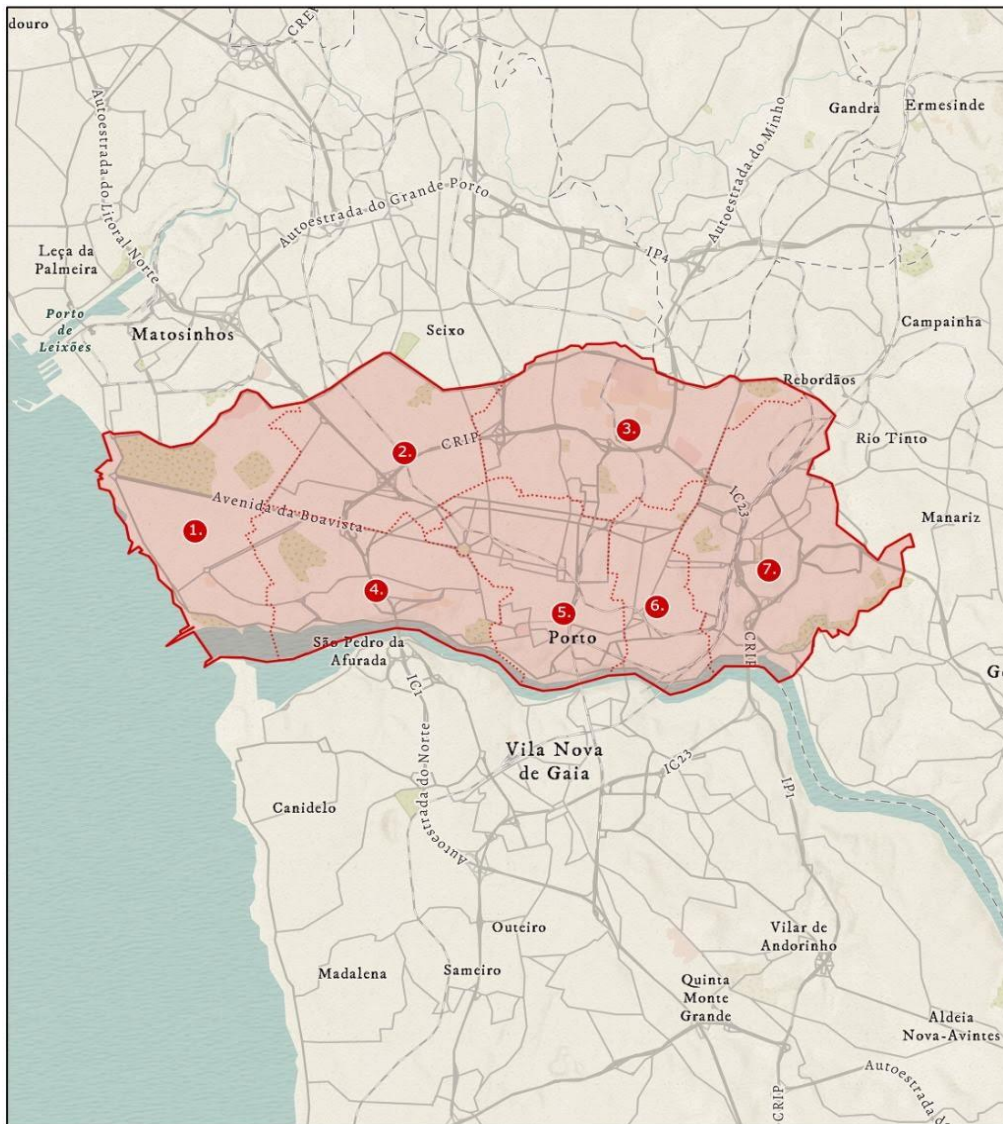 douro
CREP
Autoestrada do Litoral Norte
Gandra
Ermesinde
Autoestrada do Minho
Autoestrada do Grande Porto
IP4
Leça da
Palmeira
Porto
de
Leixões
Matosinhos
Seixo
Campainha
Rebordãos
Rio Tinto
3.
2.
CRIP
IC23
Avenida da Boavista
1.
Manariz
7.
4.
5.
6.
Porto
São Pedro da
Afurada
CRIP
IC1
G
Vila Nova
de Gaia
IC23
IP1
Autoestrada do Norte
Canidelo
Outeiro
Vilar de
Andorinho
Madalena
Sameiro
Quinta
Monte
Grande
Aldeia
Nova-Avintes
Autoestrada d
CRIP